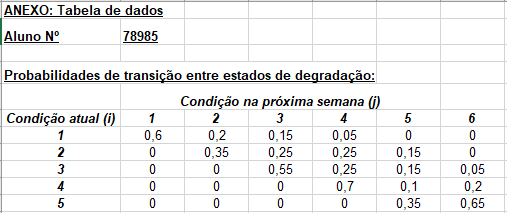 ANEXO: Tabela de dados
Aluno Nº 78985
Probabilidades de transição entre estados de degradação:
Condição na próxima semana (j)
Condição atual (i) 1 2 3 4 5 6
1 0,6 0,2 0,15 0,05 0 0
2 0 0,35 0,25 0,25 0,15 0
3 0 0 0,55 0,25 0,15 0,05
4 0 0 0 0,7 0,1 0,2
5 0 0 0 0 0,35 0,65